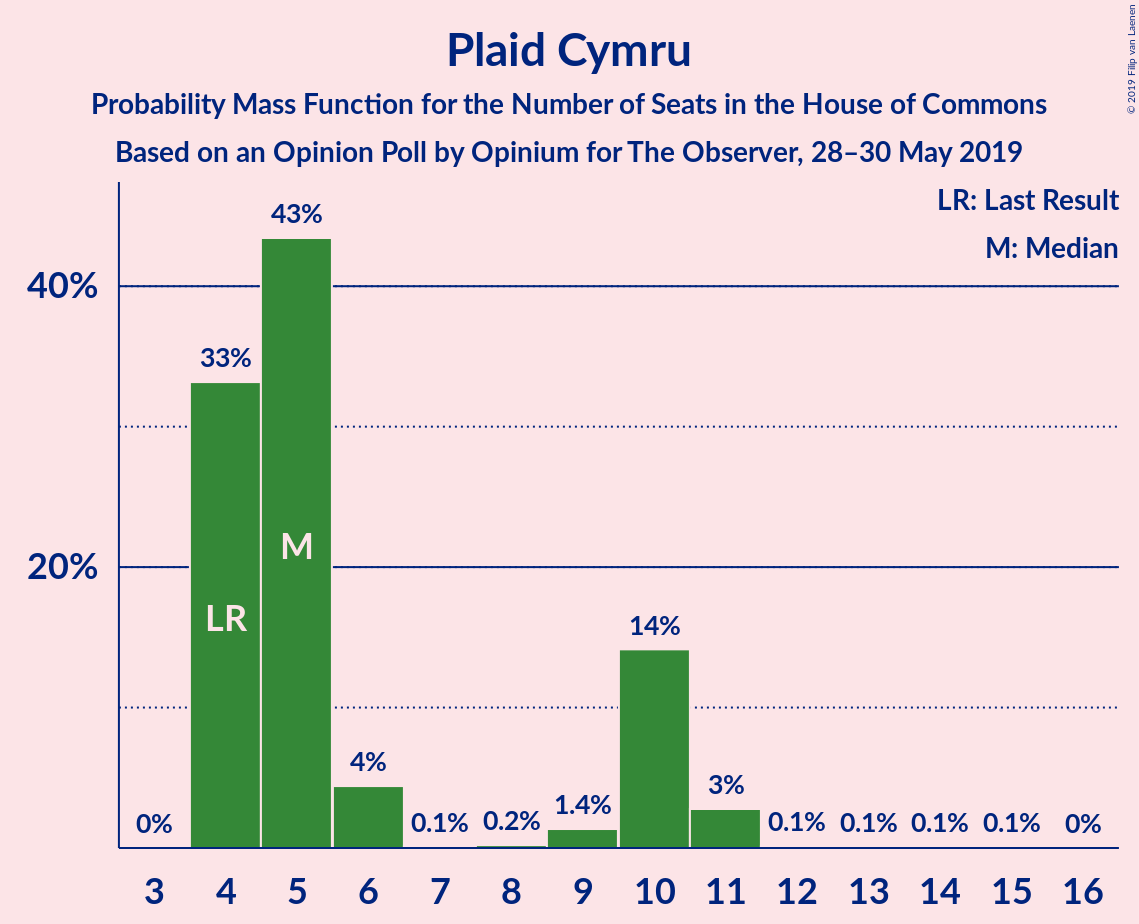 Plaid Cymru
Probability Mass Function for the Number of Seats in the House of Commons
Based on an Opinion Poll by Opinium for The Observer, 28–30 May 2019
© 2019 Filip van Laenen
LR: Last Result
M: Median
43%
40%
33%
M
20%
LR
14%
4%
3%
1.4%
0% 0.1% 0.2% 0.1% 0.1% 0.1% 0.1% 0%
3 4 5 6 7 8 9 10 11 12 13 14 15 16